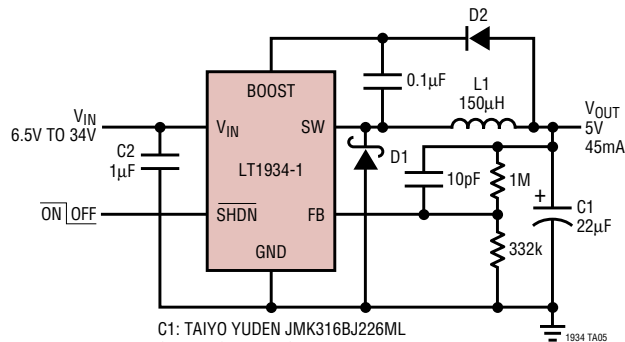 D2
BOOST
0.1µF
L1
150µH
VIN
6.5V TO 34V
VIN
SW
VOUT
5V
45mA
C2
1µF
LT1934-1
D1
10pF
1M
+
C1
22µF
ON OFF
SHDN
FB
332k
GND
C1: TAIYO YUDEN JMK316BJ226ML
1934 TA05